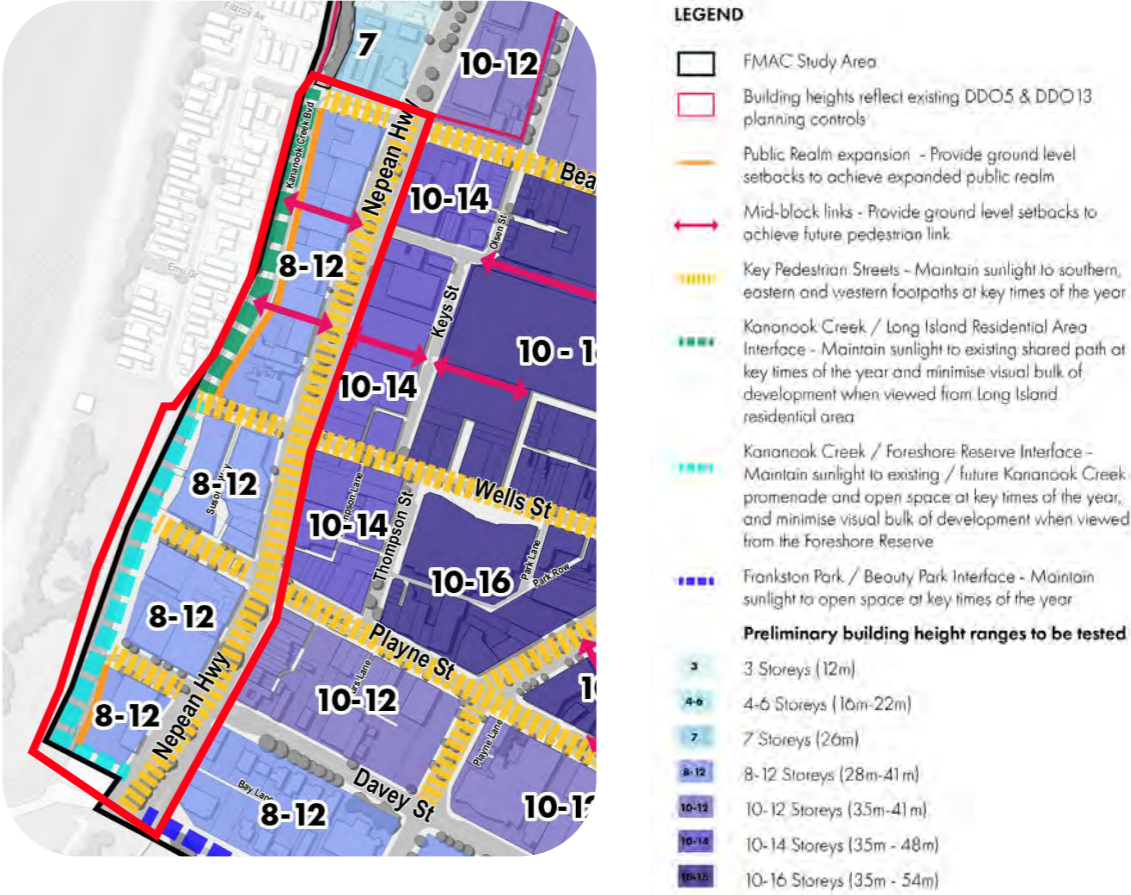 Fitzroy Av
7
10-12
Kananook Creek Blvd
Nepean Hwy
Bea
10-14
Olsen St
8-12
Emu Gr
Keys St
10 - 1
10-14
8-12
Wells St
10-14
Thompson St
Park Lane
10-16
Park Row
8-12
Playne St
10-12
Nepean Hwy
8-12
Playne Lane
Davey St
Bay Lane
8-12
10-12
LEGEND
FMAC Study Area
Building heights reflect existing DDO5 & DDO13
planning controls
Public Realm expansion - Provide ground level
setbacks to achieve expanded public realm
Mid-block links - Provide ground level setbacks to
achieve future pedestrian link
Key Pedestrian Streets - Maintain sunlight to southern,
eastern and western footpaths at key times of the year
Kananook Creek / Long Island Residential Area
Interface - Maintain sunlight to existing shared path at
key times of the year and minimise visual bulk of
development when viewed from Long Island
residential area
Kananook Creek / Foreshore Reserve Interface -
Maintain sunlight to existing / future Kananook Creek
promenade and open space at key times of the year,
and minimise visual bulk of development when viewed
from the Foreshore Reserve
Frankston Park / Beauty Park Interface - Maintain
sunlight to open space at key times of the year
Preliminary building height ranges to be tested
3
3 Storeys (12m)
4-6
4-6 Storeys (16m-22m)
7
7 Storeys (26m)
8-12
8-12 Storeys (28m-41m)
10-12
10-12 Storeys (35m-41m)
10-14
10-14 Storeys (35m - 48m)
10-16
10-16 Storeys (35m - 54m)